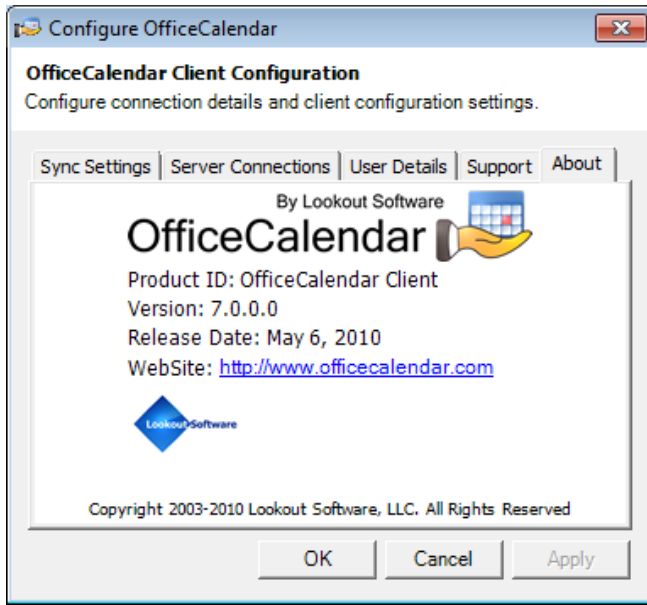 Configure OfficeCalendar
OfficeCalendar Client Configuration
Configure connection details and client configuration settings.
Sync Settings
Server Connections
User Details
Support
About
By Lookout Software
OfficeCalendar
Product ID: OfficeCalendar Client
Version: 7.0.0.0
Release Date: May 6, 2010
WebSite: http://www.officecalendar.com
Lookout Software
Copyright 2003-2010 Lookout Software, LLC. All Rights Reserved
OK
Cancel
Apply